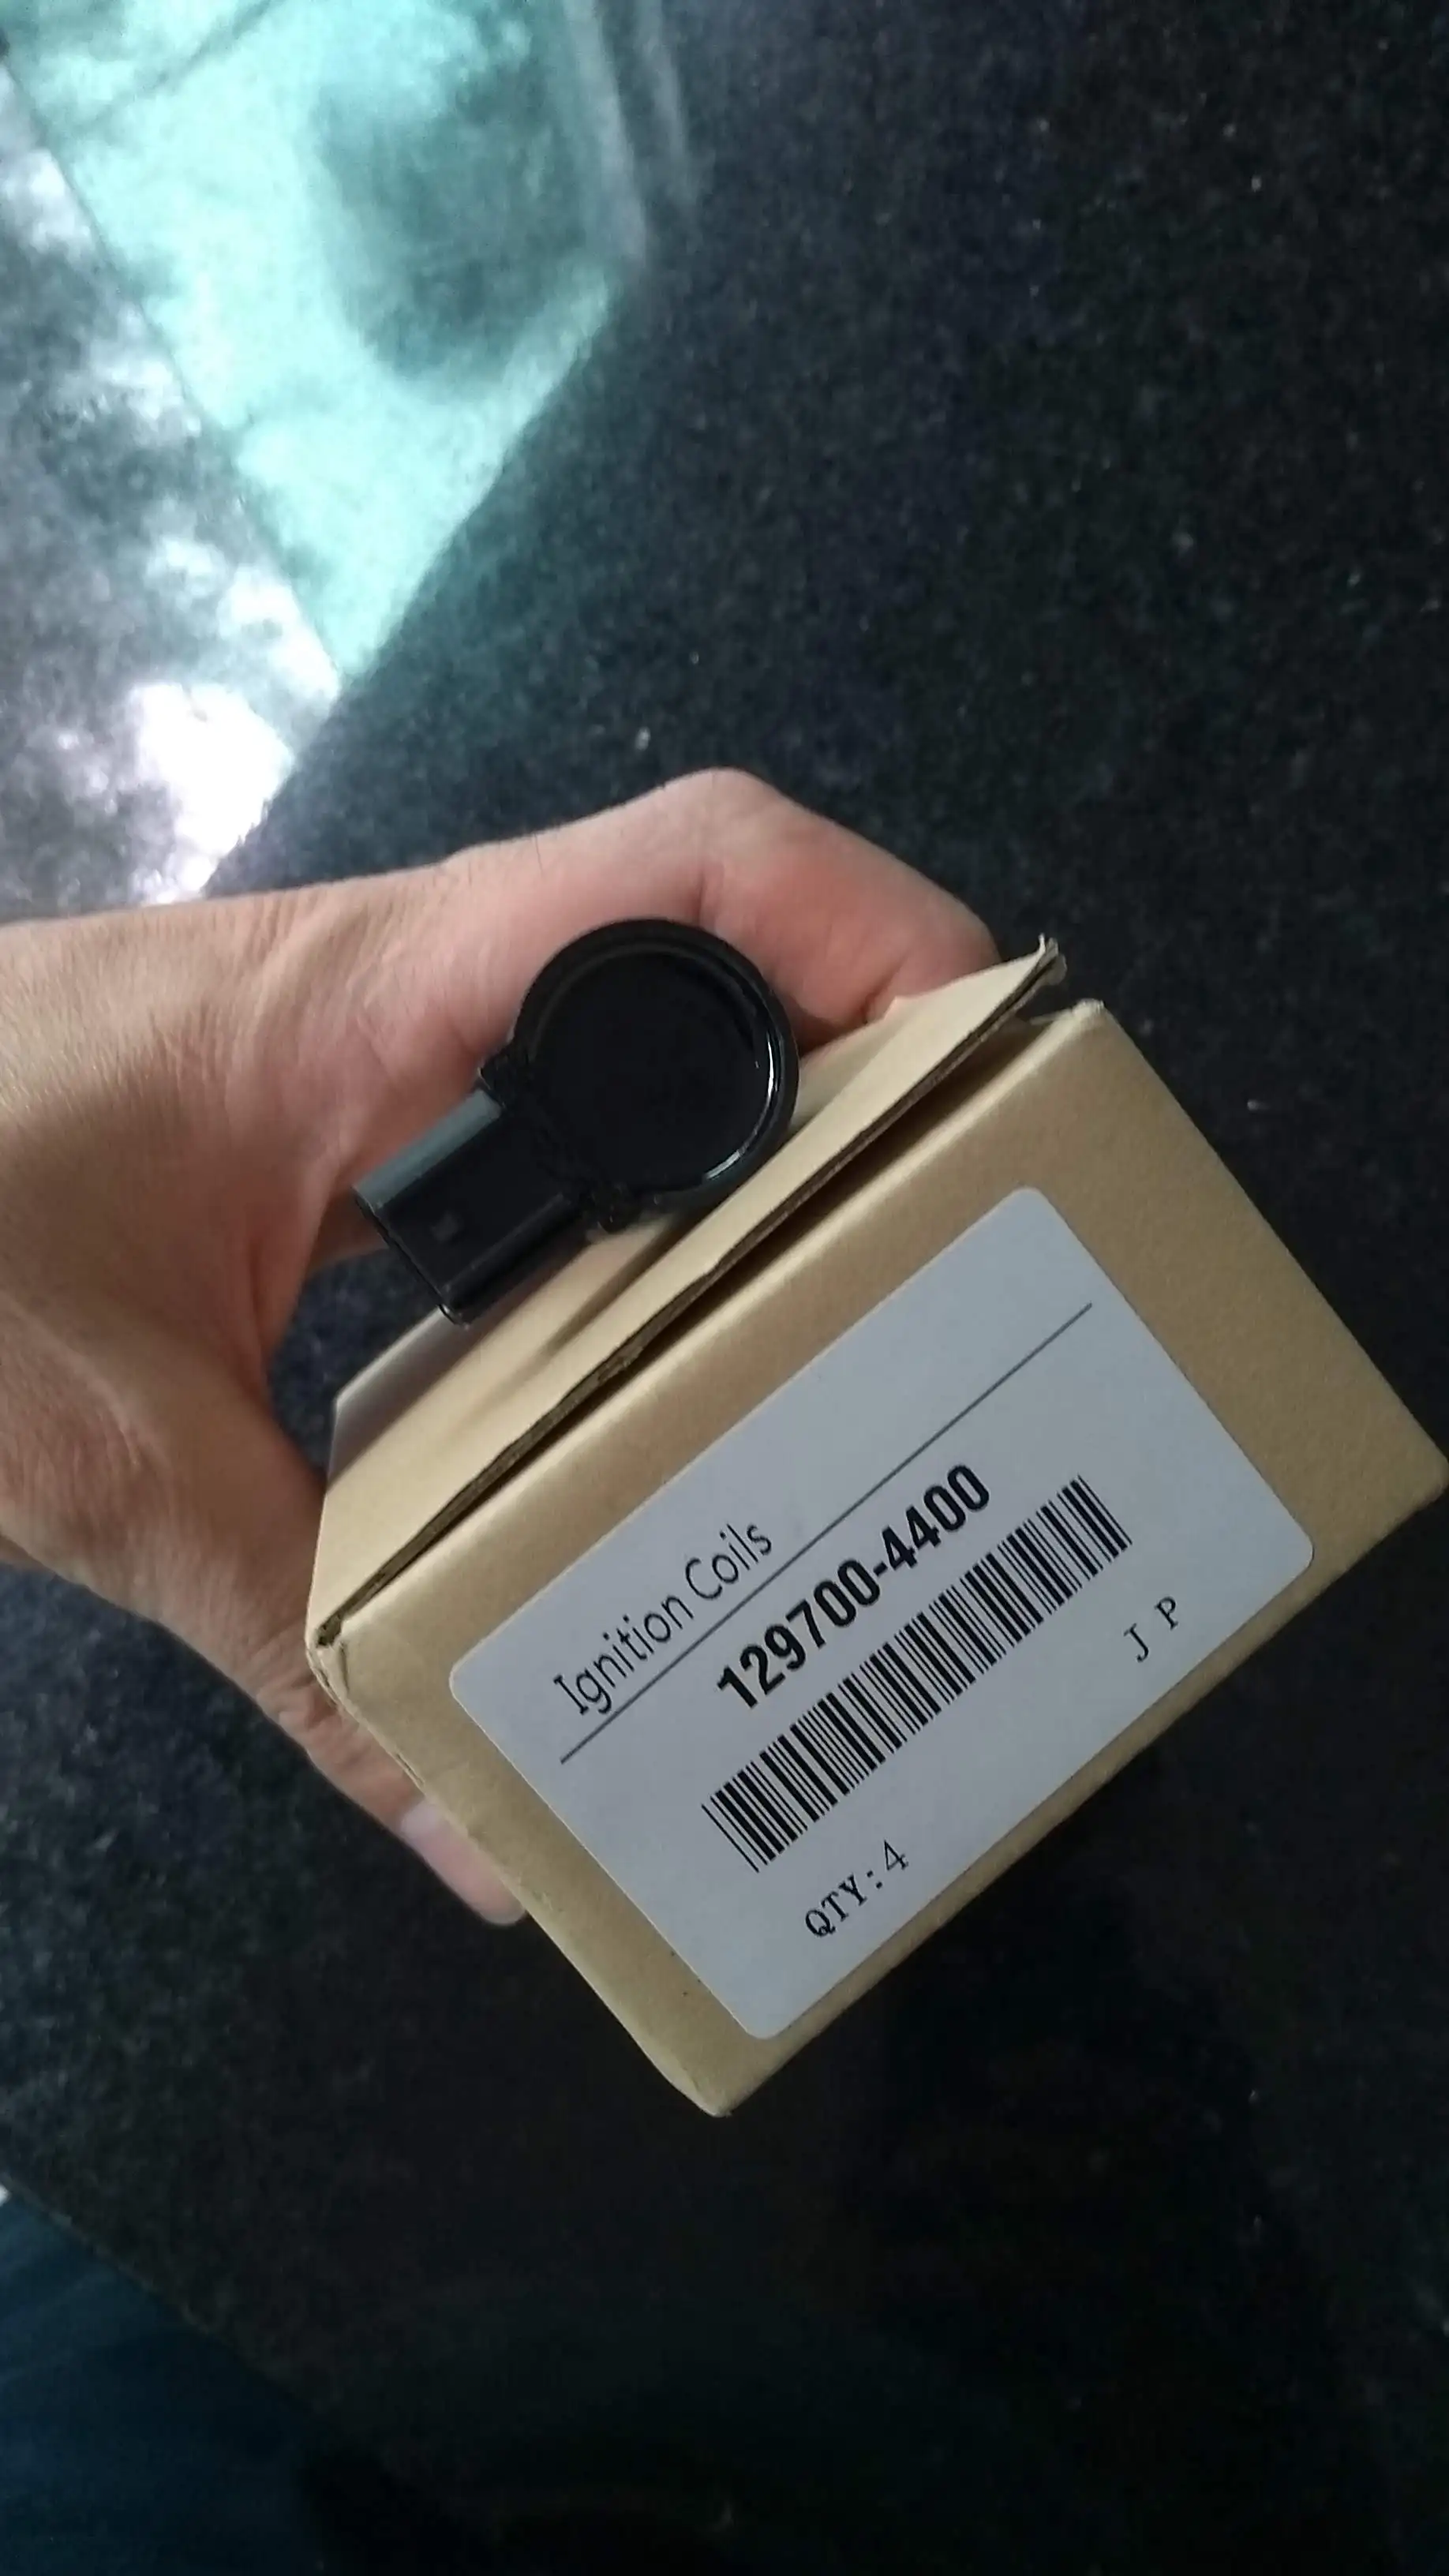 Ignition Coils
129700-4400
QTY:4
J P